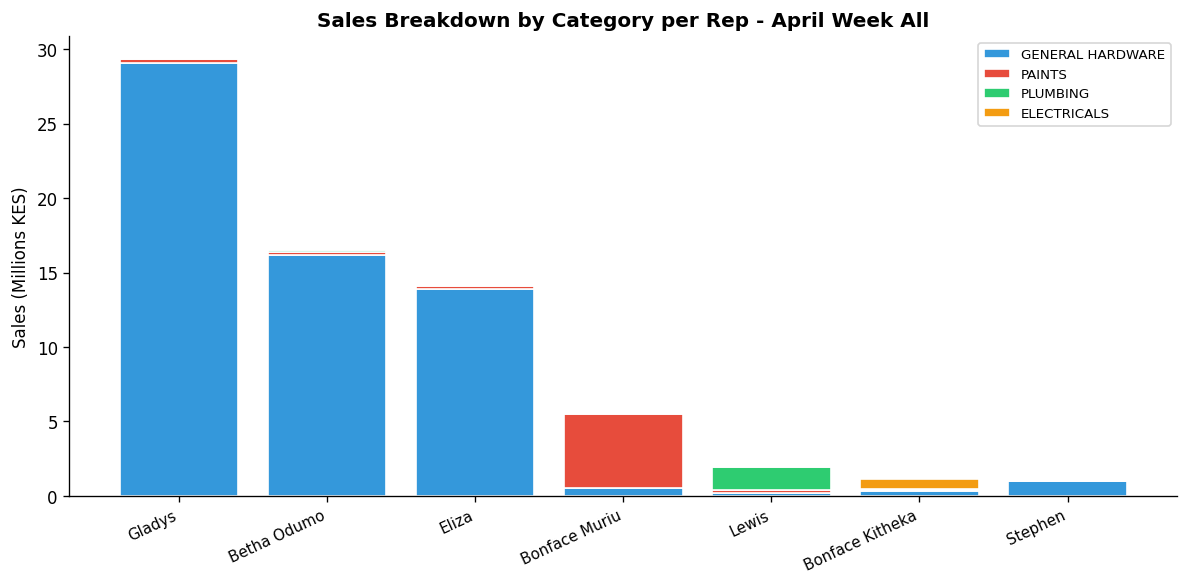 Sales Breakdown by Category per Rep - April Week All
Sales (Millions KES)
30
25
20
15
10
5
0
GENERAL HARDWARE
PAINTS
PLUMBING
ELECTRICALS
Gladys
Betha Odumo
Eliza
Bonface Muriu
Lewis
Bonface Kitheka
Stephen